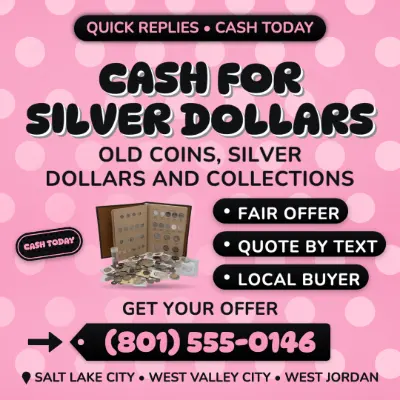 QUICK REPLIES • CASH TODAY
CASH FOR
SILVER DOLLARS
OLD COINS, SILVER
DOLLARS AND COLLECTIONS
CASH TODAY
• FAIR OFFER
• QUOTE BY TEXT
• LOCAL BUYER
GET YOUR OFFER
(801) 555-0146
SALT LAKE CITY • WEST VALLEY CITY • WEST JORDAN